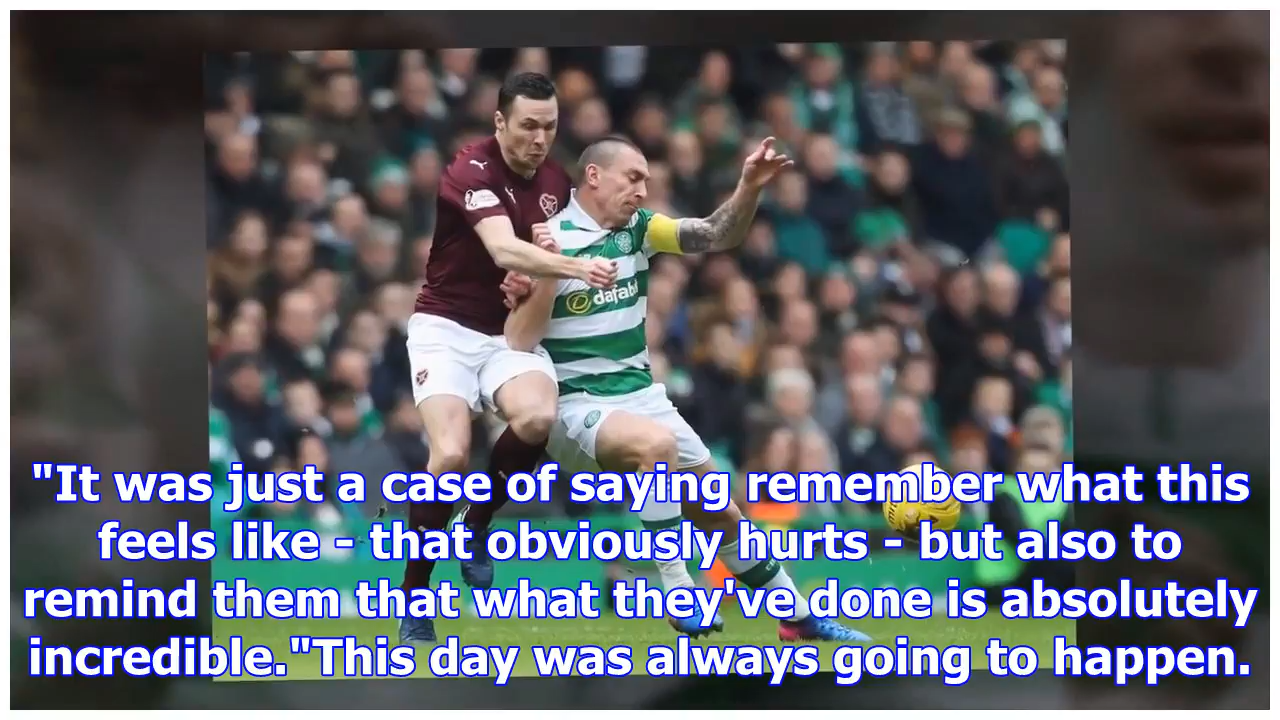 dafabe
"It was just a case of saying remember what this
feels like - that obviously hurts - but also to
remind them that what they've done is absolutely
incredible."This day was always going to happen.